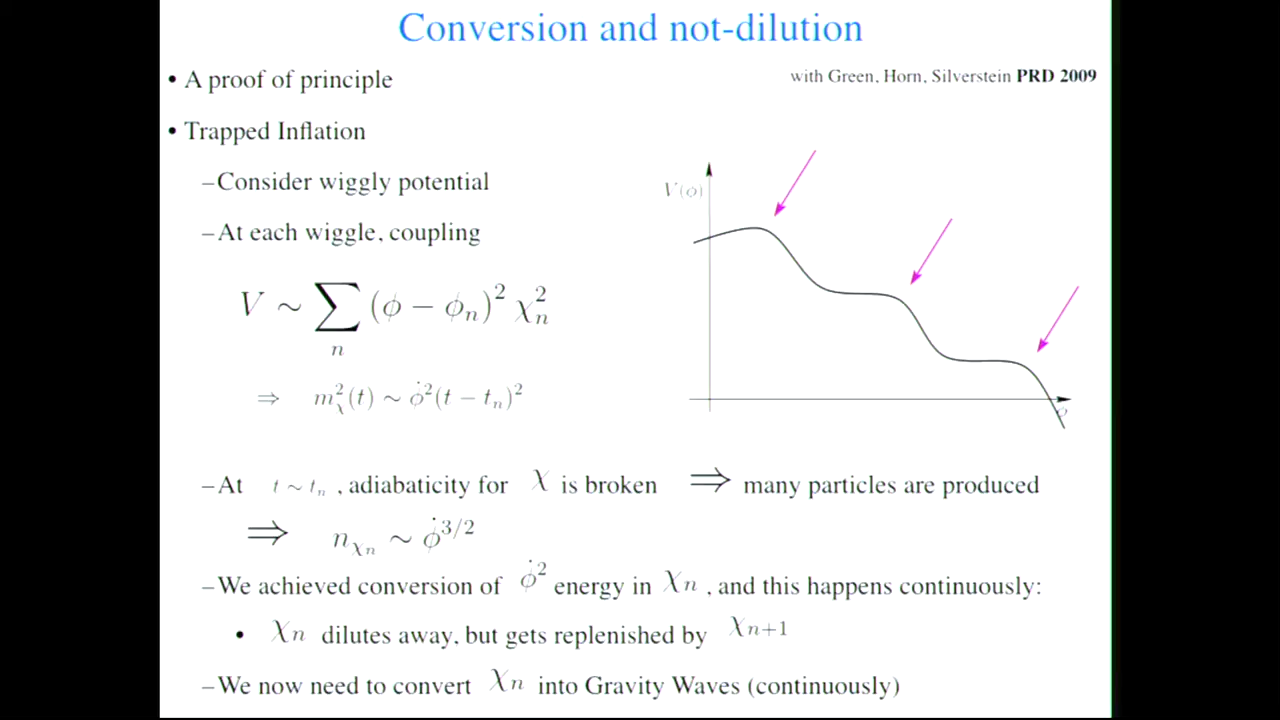 Conversion and not-dilution
• A proof of principle
with Green, Horn, Silverstein PRD 2009
• Trapped Inflation
–Consider wiggly potential
V(φ)
–At each wiggle, coupling
V ∼ ∑ₙ (φ − φₙ)² χₙ²
⇒ m²_χ(t) ∼ φ̇²(t − tₙ)²
φ
–At t ∼ tₙ , adiabaticity for χ is broken ⇒ many particles are produced
⇒ n_χₙ ∼ φ̇^{3/2}
–We achieved conversion of φ̇² energy in χₙ , and this happens continuously:
• χₙ dilutes away, but gets replenished by χₙ₊₁
–We now need to convert χₙ into Gravity Waves (continuously)